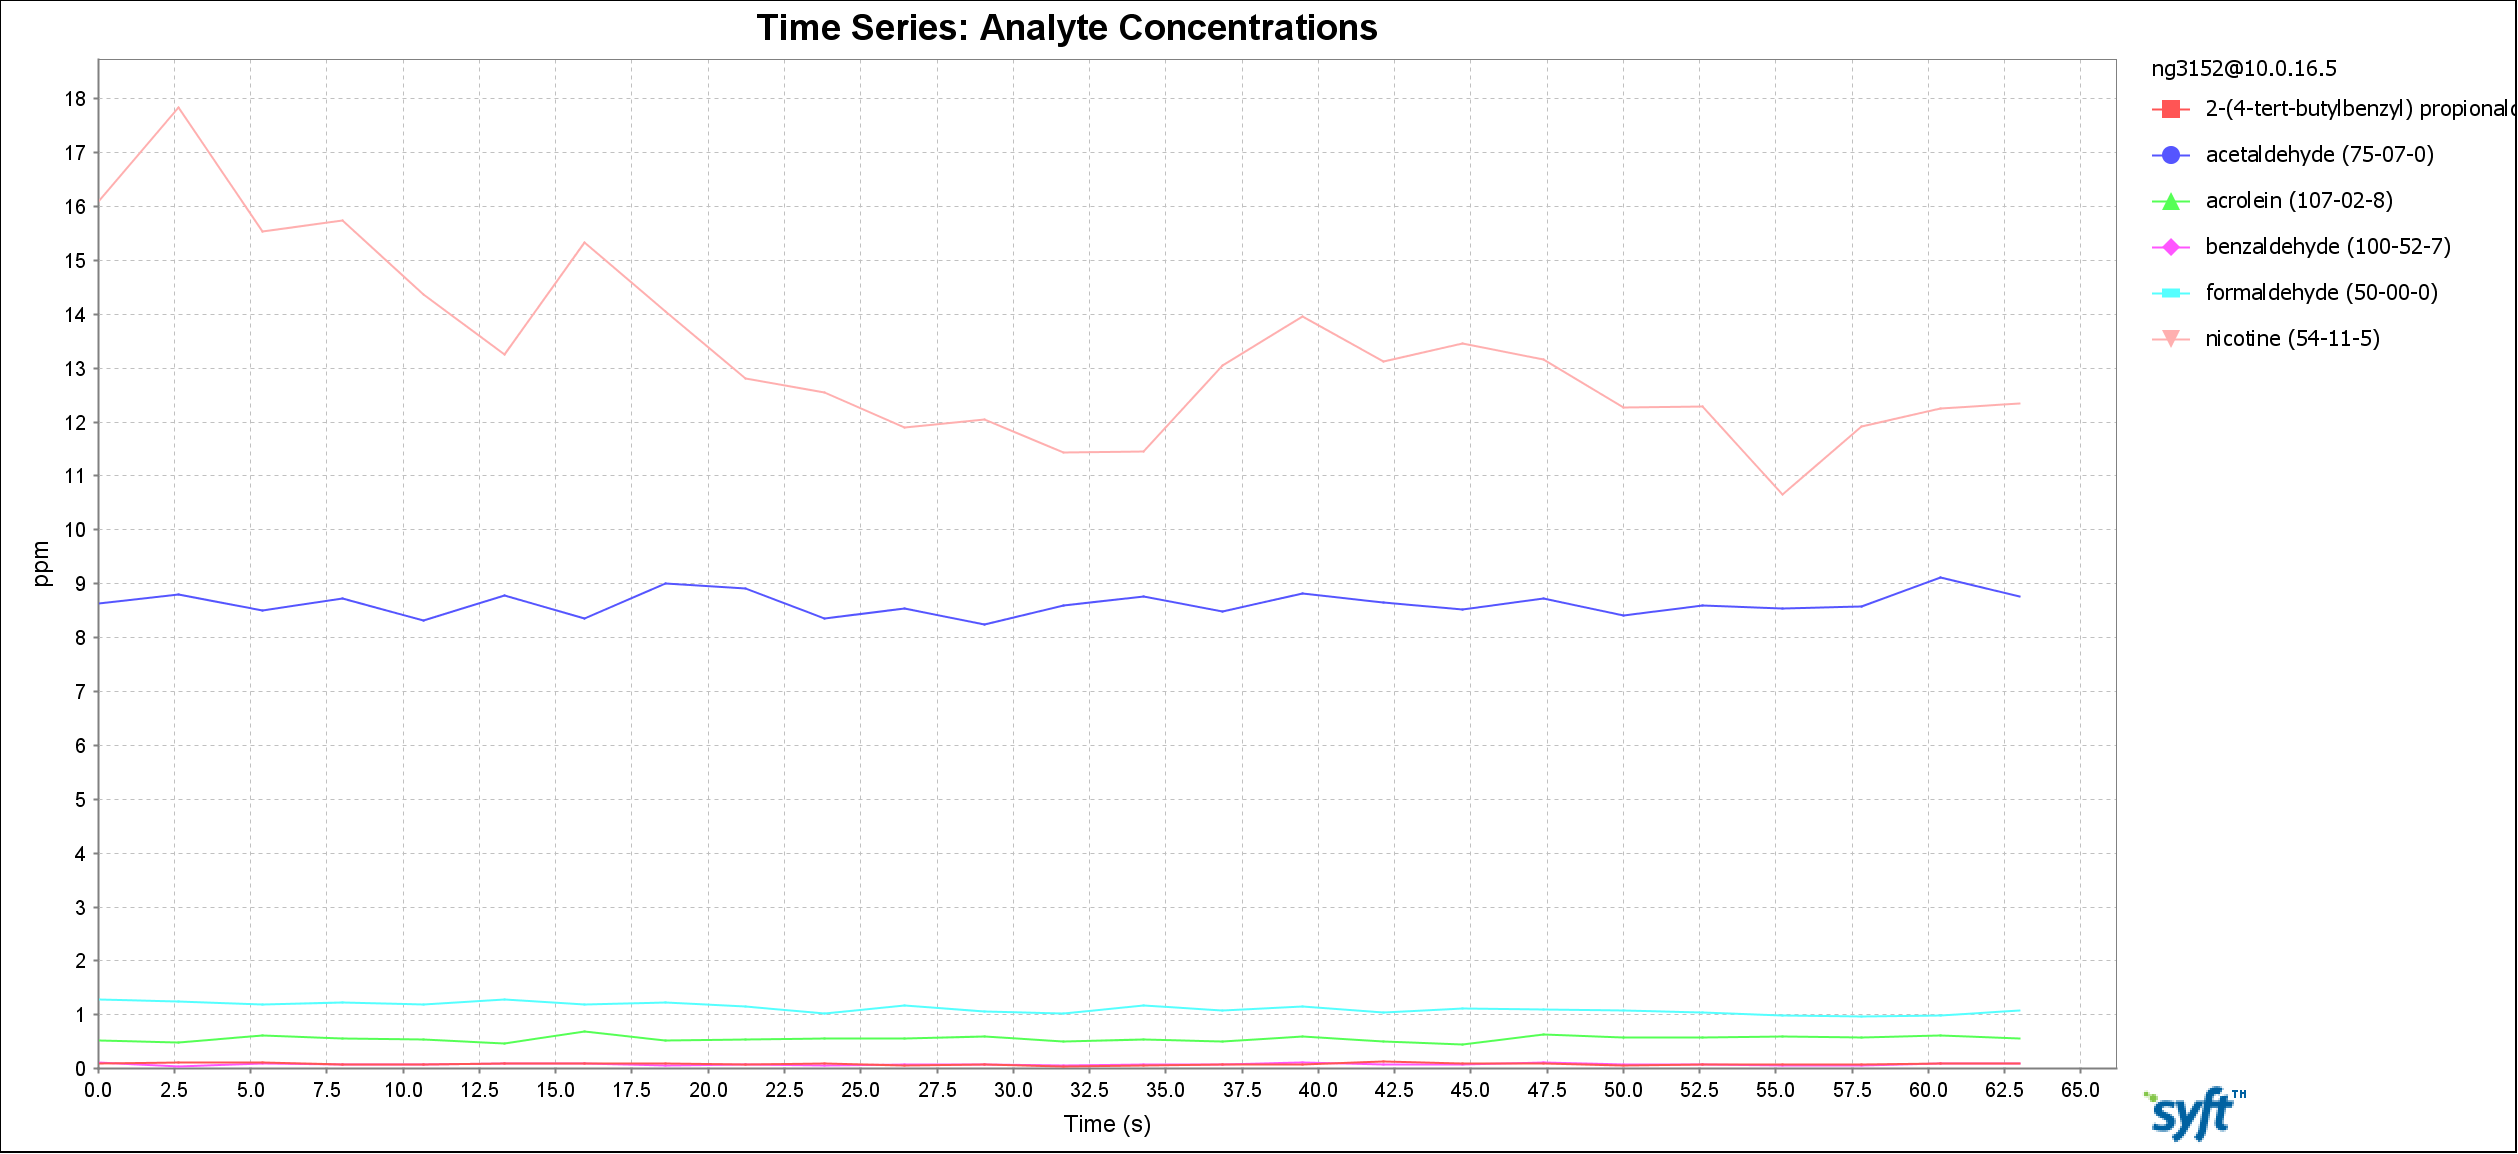 Time Series: Analyte Concentrations
ng3152@10.0.16.5
2-(4-tert-butylbenzyl) propional
acetaldehyde (75-07-0)
acrolein (107-02-8)
benzaldehyde (100-52-7)
formaldehyde (50-00-0)
nicotine (54-11-5)
18
17
16
15
14
13
12
11
10
9
8
7
6
5
4
3
2
1
0
ppm
0.0 2.5 5.0 7.5 10.0 12.5 15.0 17.5 20.0 22.5 25.0 27.5 30.0 32.5 35.0 37.5 40.0 42.5 45.0 47.5 50.0 52.5 55.0 57.5 60.0 62.5 65.0
Time (s)
syft™